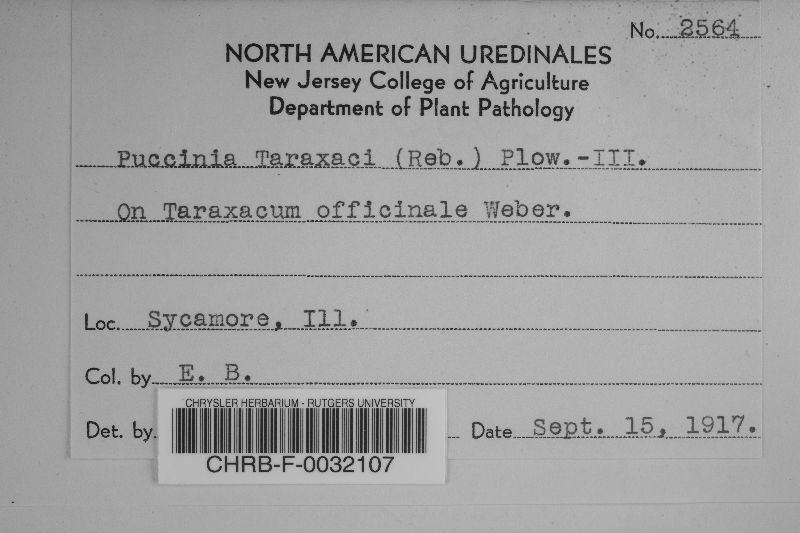 No. 2564
NORTH AMERICAN UREDINALES
New Jersey College of Agriculture
Department of Plant Pathology
Puccinia Taraxaci (Reb.) Plow.-III.
On Taraxacum officinale Weber.
Loc. Sycamore, Ill.
Col. by E. B.
Det. by Date Sept. 15, 1917.
CHRYSLER HERBARIUM - RUTGERS UNIVERSITY
CHRB-F-0032107